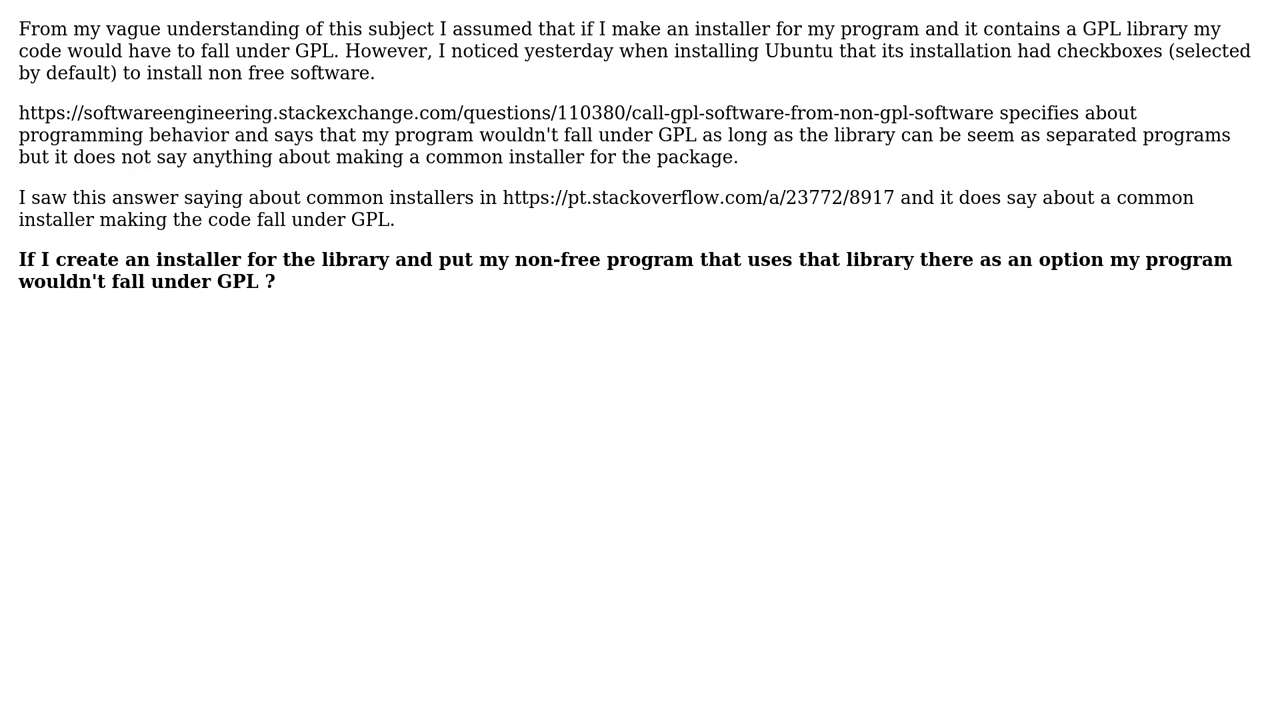 From my vague understanding of this subject I assumed that if I make an installer for my program and it contains a GPL library my
code would have to fall under GPL. However, I noticed yesterday when installing Ubuntu that its installation had checkboxes (selected
by default) to install non free software.
https://softwareengineering.stackexchange.com/questions/110380/call-gpl-software-from-non-gpl-software specifies about
programming behavior and says that my program wouldn't fall under GPL as long as the library can be seem as separated programs
but it does not say anything about making a common installer for the package.
I saw this answer saying about common installers in https://pt.stackoverflow.com/a/23772/8917 and it does say about a common
installer making the code fall under GPL.
If I create an installer for the library and put my non-free program that uses that library there as an option my program
wouldn't fall under GPL ?